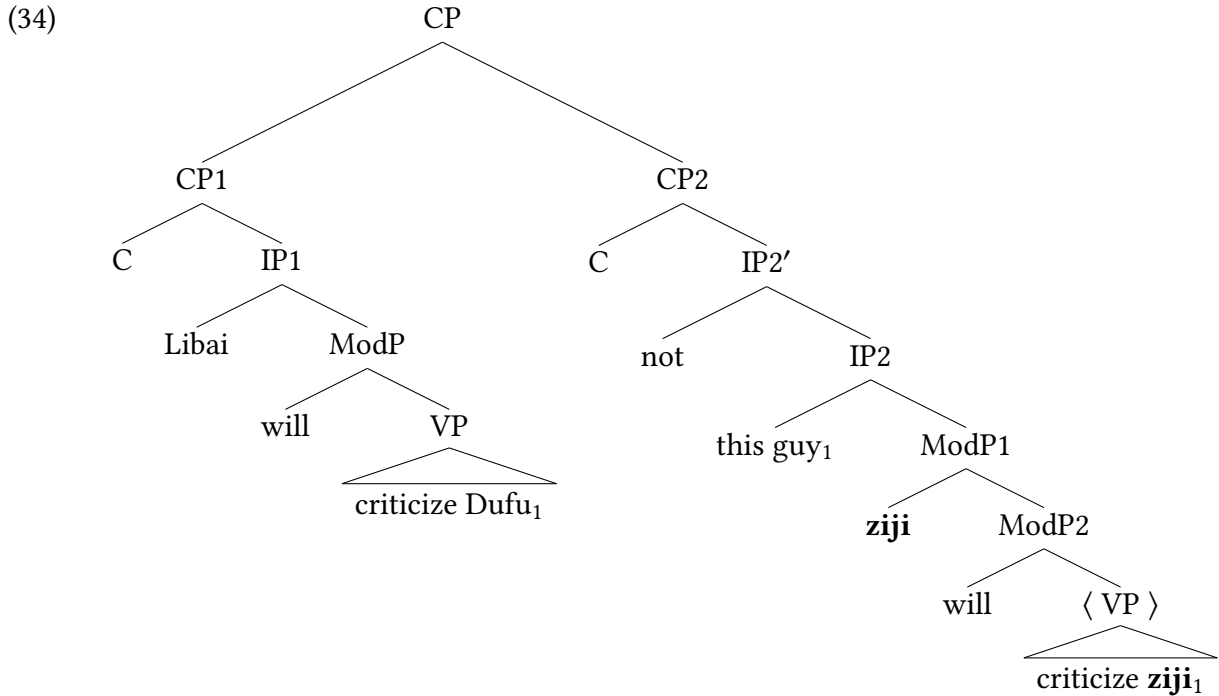 (34) CP
CP1 CP2
C IP1 C IP2′
Libai ModP not IP2
will VP this guy₁ ModP1
criticize Dufu₁ ziji ModP2
will ⟨ VP ⟩
criticize ziji₁